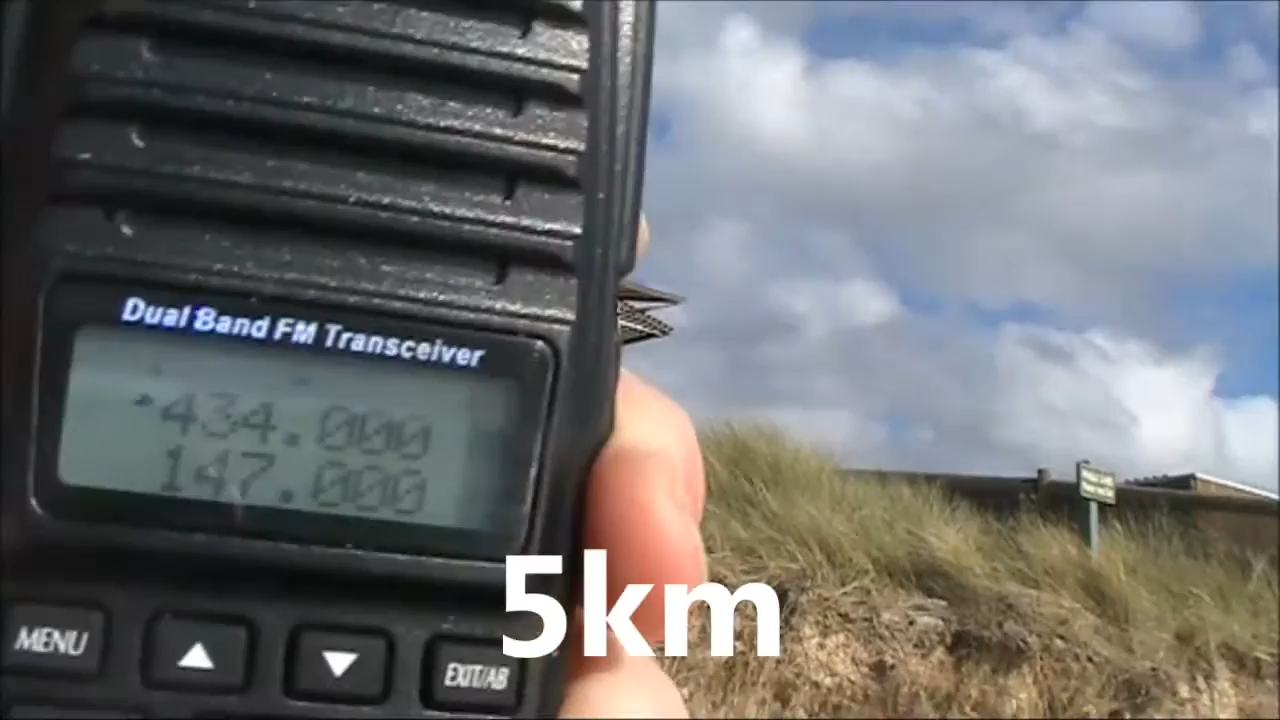 Dual Band FM Transceiver
434.000
147.000
5km
MENU
▲
▼
EXIT/AB